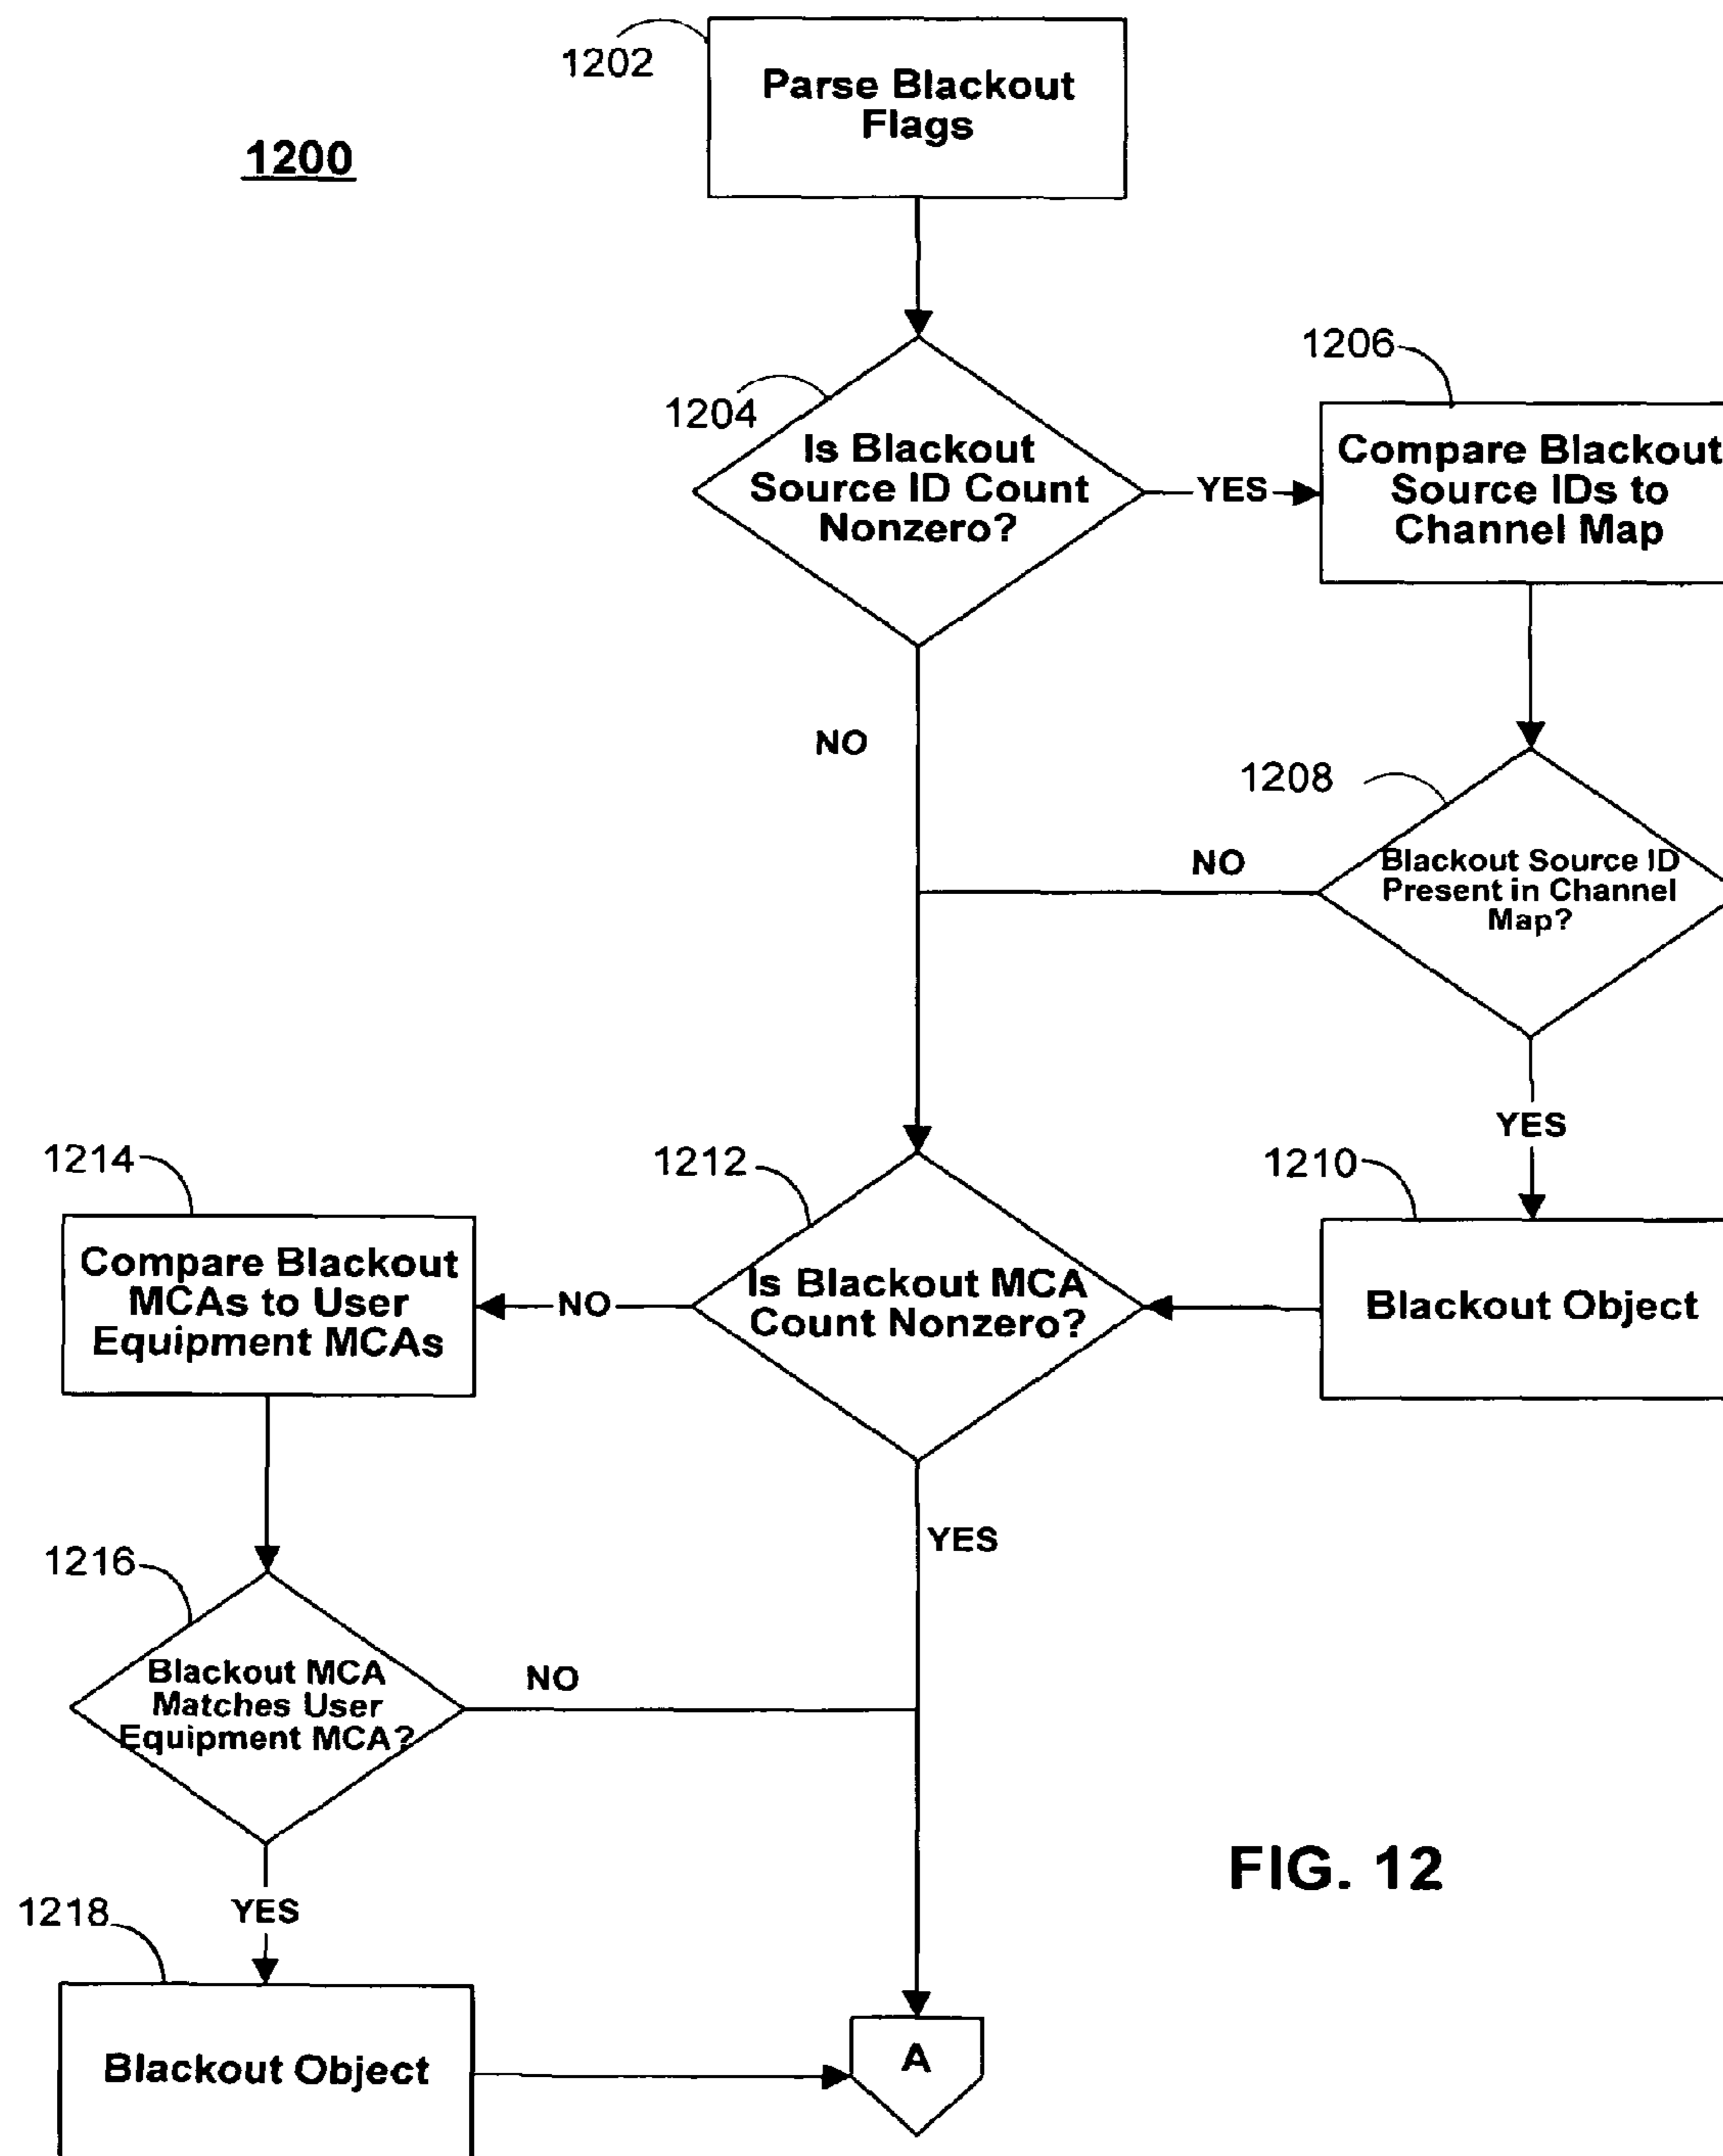 1202
Parse Blackout
Flags
1200
1204
Is Blackout
Source ID Count
Nonzero?
YES
1206
Compare Blackout
Source IDs to
Channel Map
NO
1208
Blackout Source ID
Present in Channel
Map?
NO
YES
1214
Compare Blackout
MCAs to User
Equipment MCAs
NO
1212
Is Blackout MCA
Count Nonzero?
1210
Blackout Object
YES
1216
Blackout MCA
Matches User
Equipment MCA?
NO
YES
1218
Blackout Object
A
FIG. 12